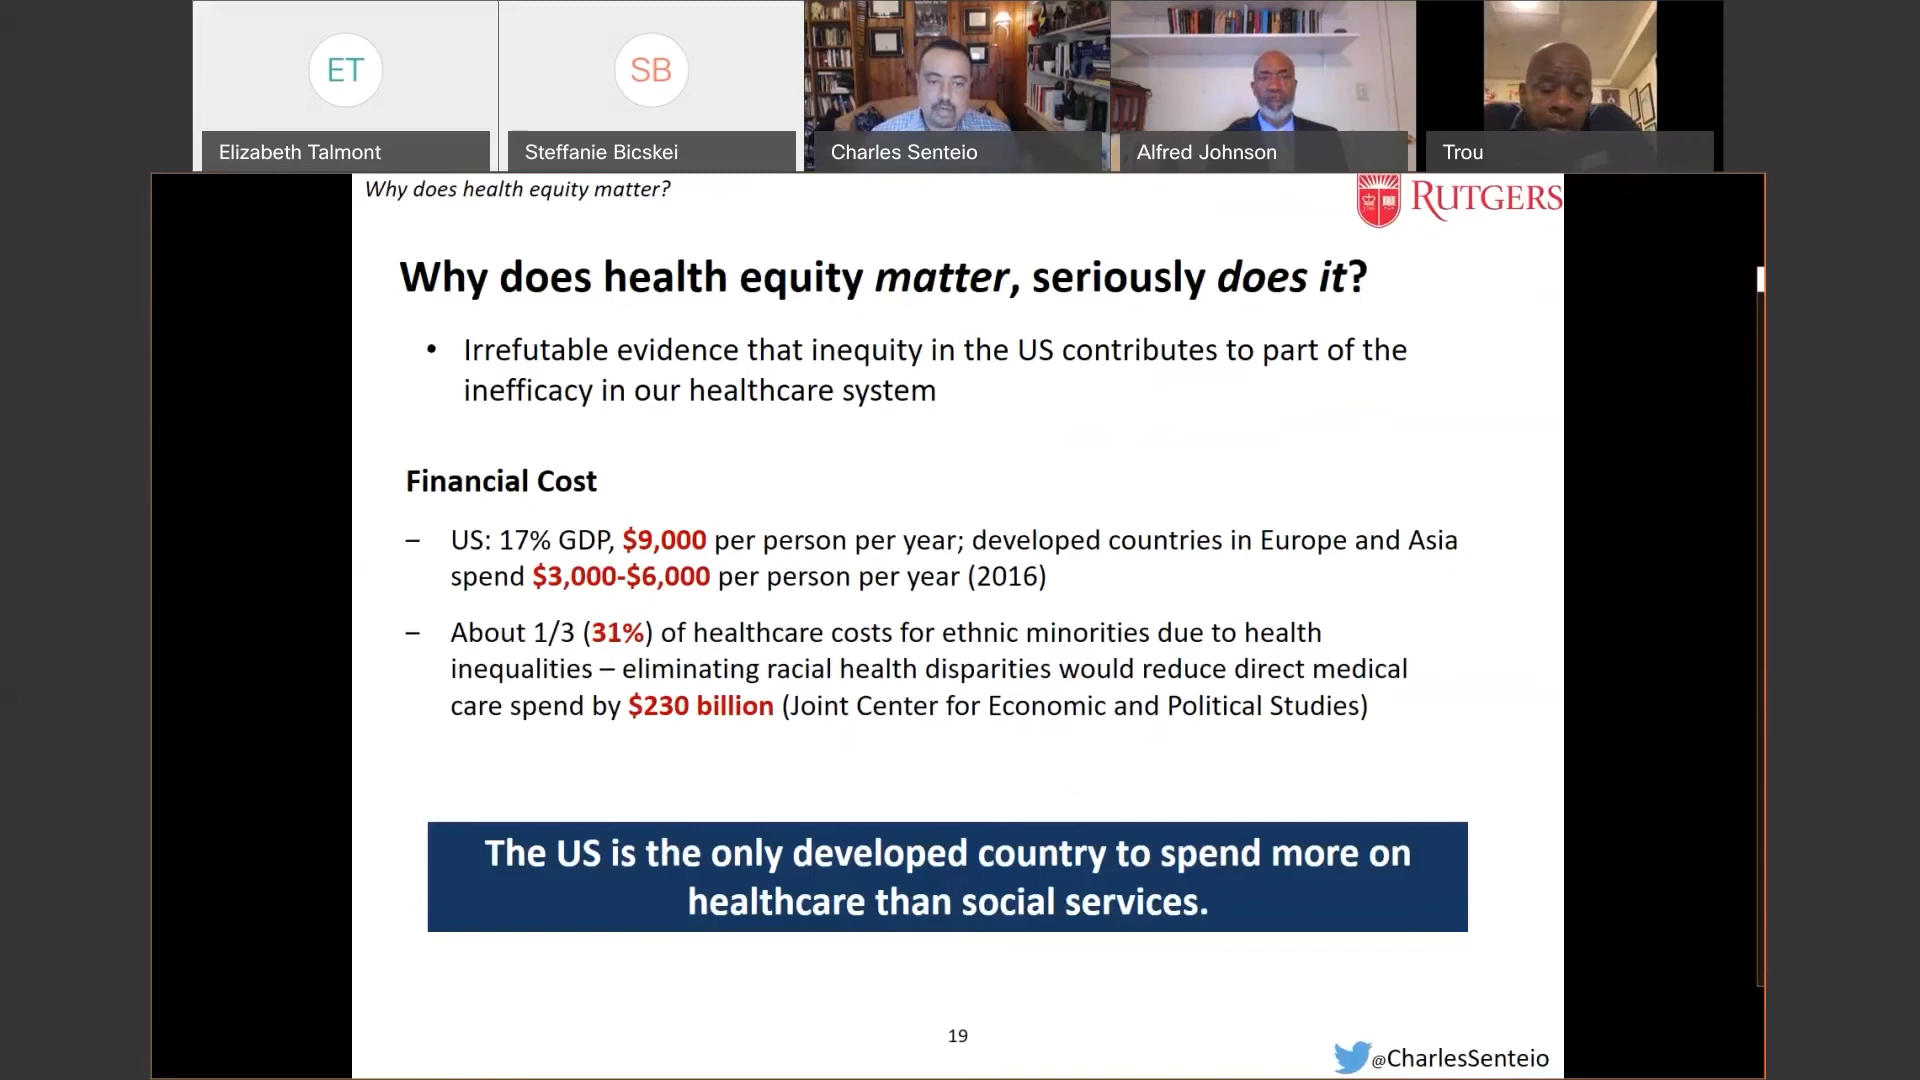 ET
SB
Elizabeth Talmont
Steffanie Bicskei
Charles Senteio
Alfred Johnson
Trou
Why does health equity matter?
RUTGERS
Why does health equity matter, seriously does it?
• Irrefutable evidence that inequity in the US contributes to part of the
inefficacy in our healthcare system
Financial Cost
– US: 17% GDP, $9,000 per person per year; developed countries in Europe and Asia
spend $3,000-$6,000 per person per year (2016)
– About 1/3 (31%) of healthcare costs for ethnic minorities due to health
inequalities – eliminating racial health disparities would reduce direct medical
care spend by $230 billion (Joint Center for Economic and Political Studies)
The US is the only developed country to spend more on
healthcare than social services.
19
@CharlesSenteio